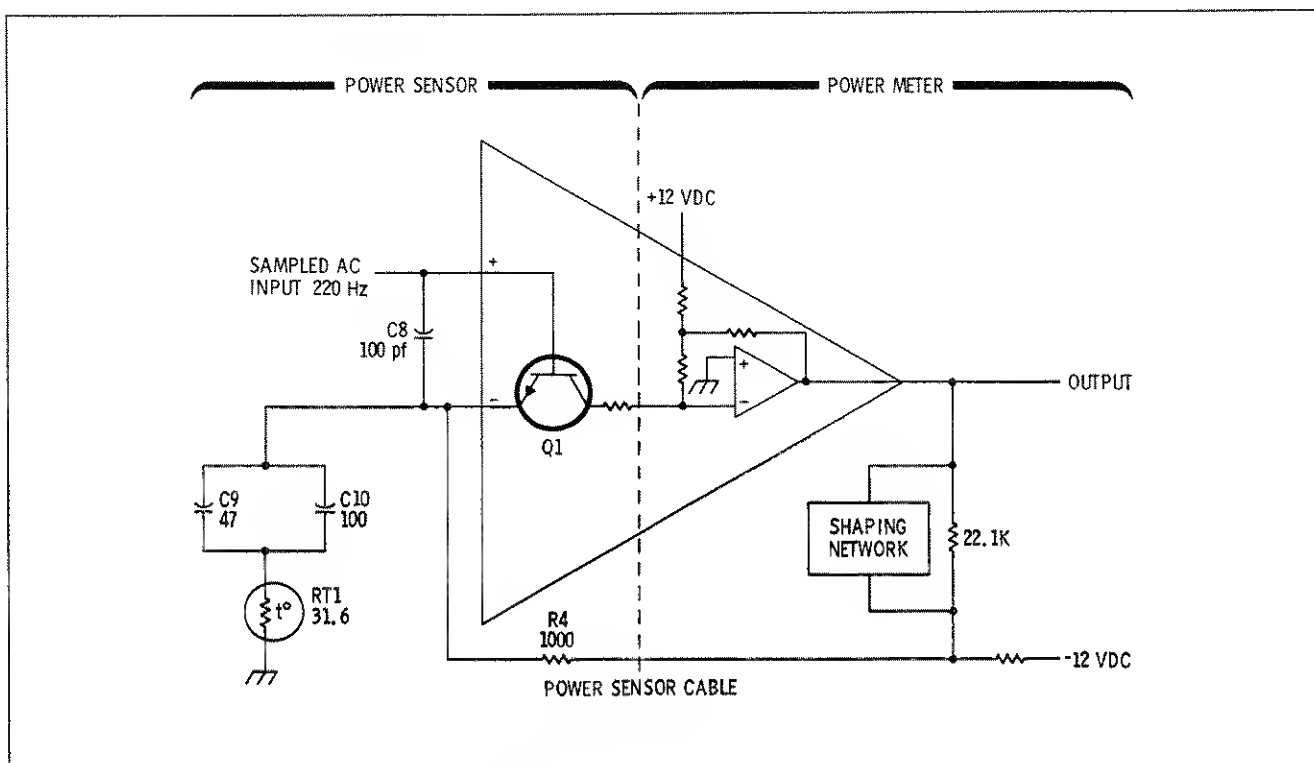 POWER SENSOR
POWER METER
+12 VDC
SAMPLED AC
INPUT 220 Hz
+
C8
100 pf
-
Q1
+
-
OUTPUT
C9
47
C10
100
SHAPING
NETWORK
22.1K
t°
RT1
31.6
R4
1000
-12 VDC
POWER SENSOR CABLE